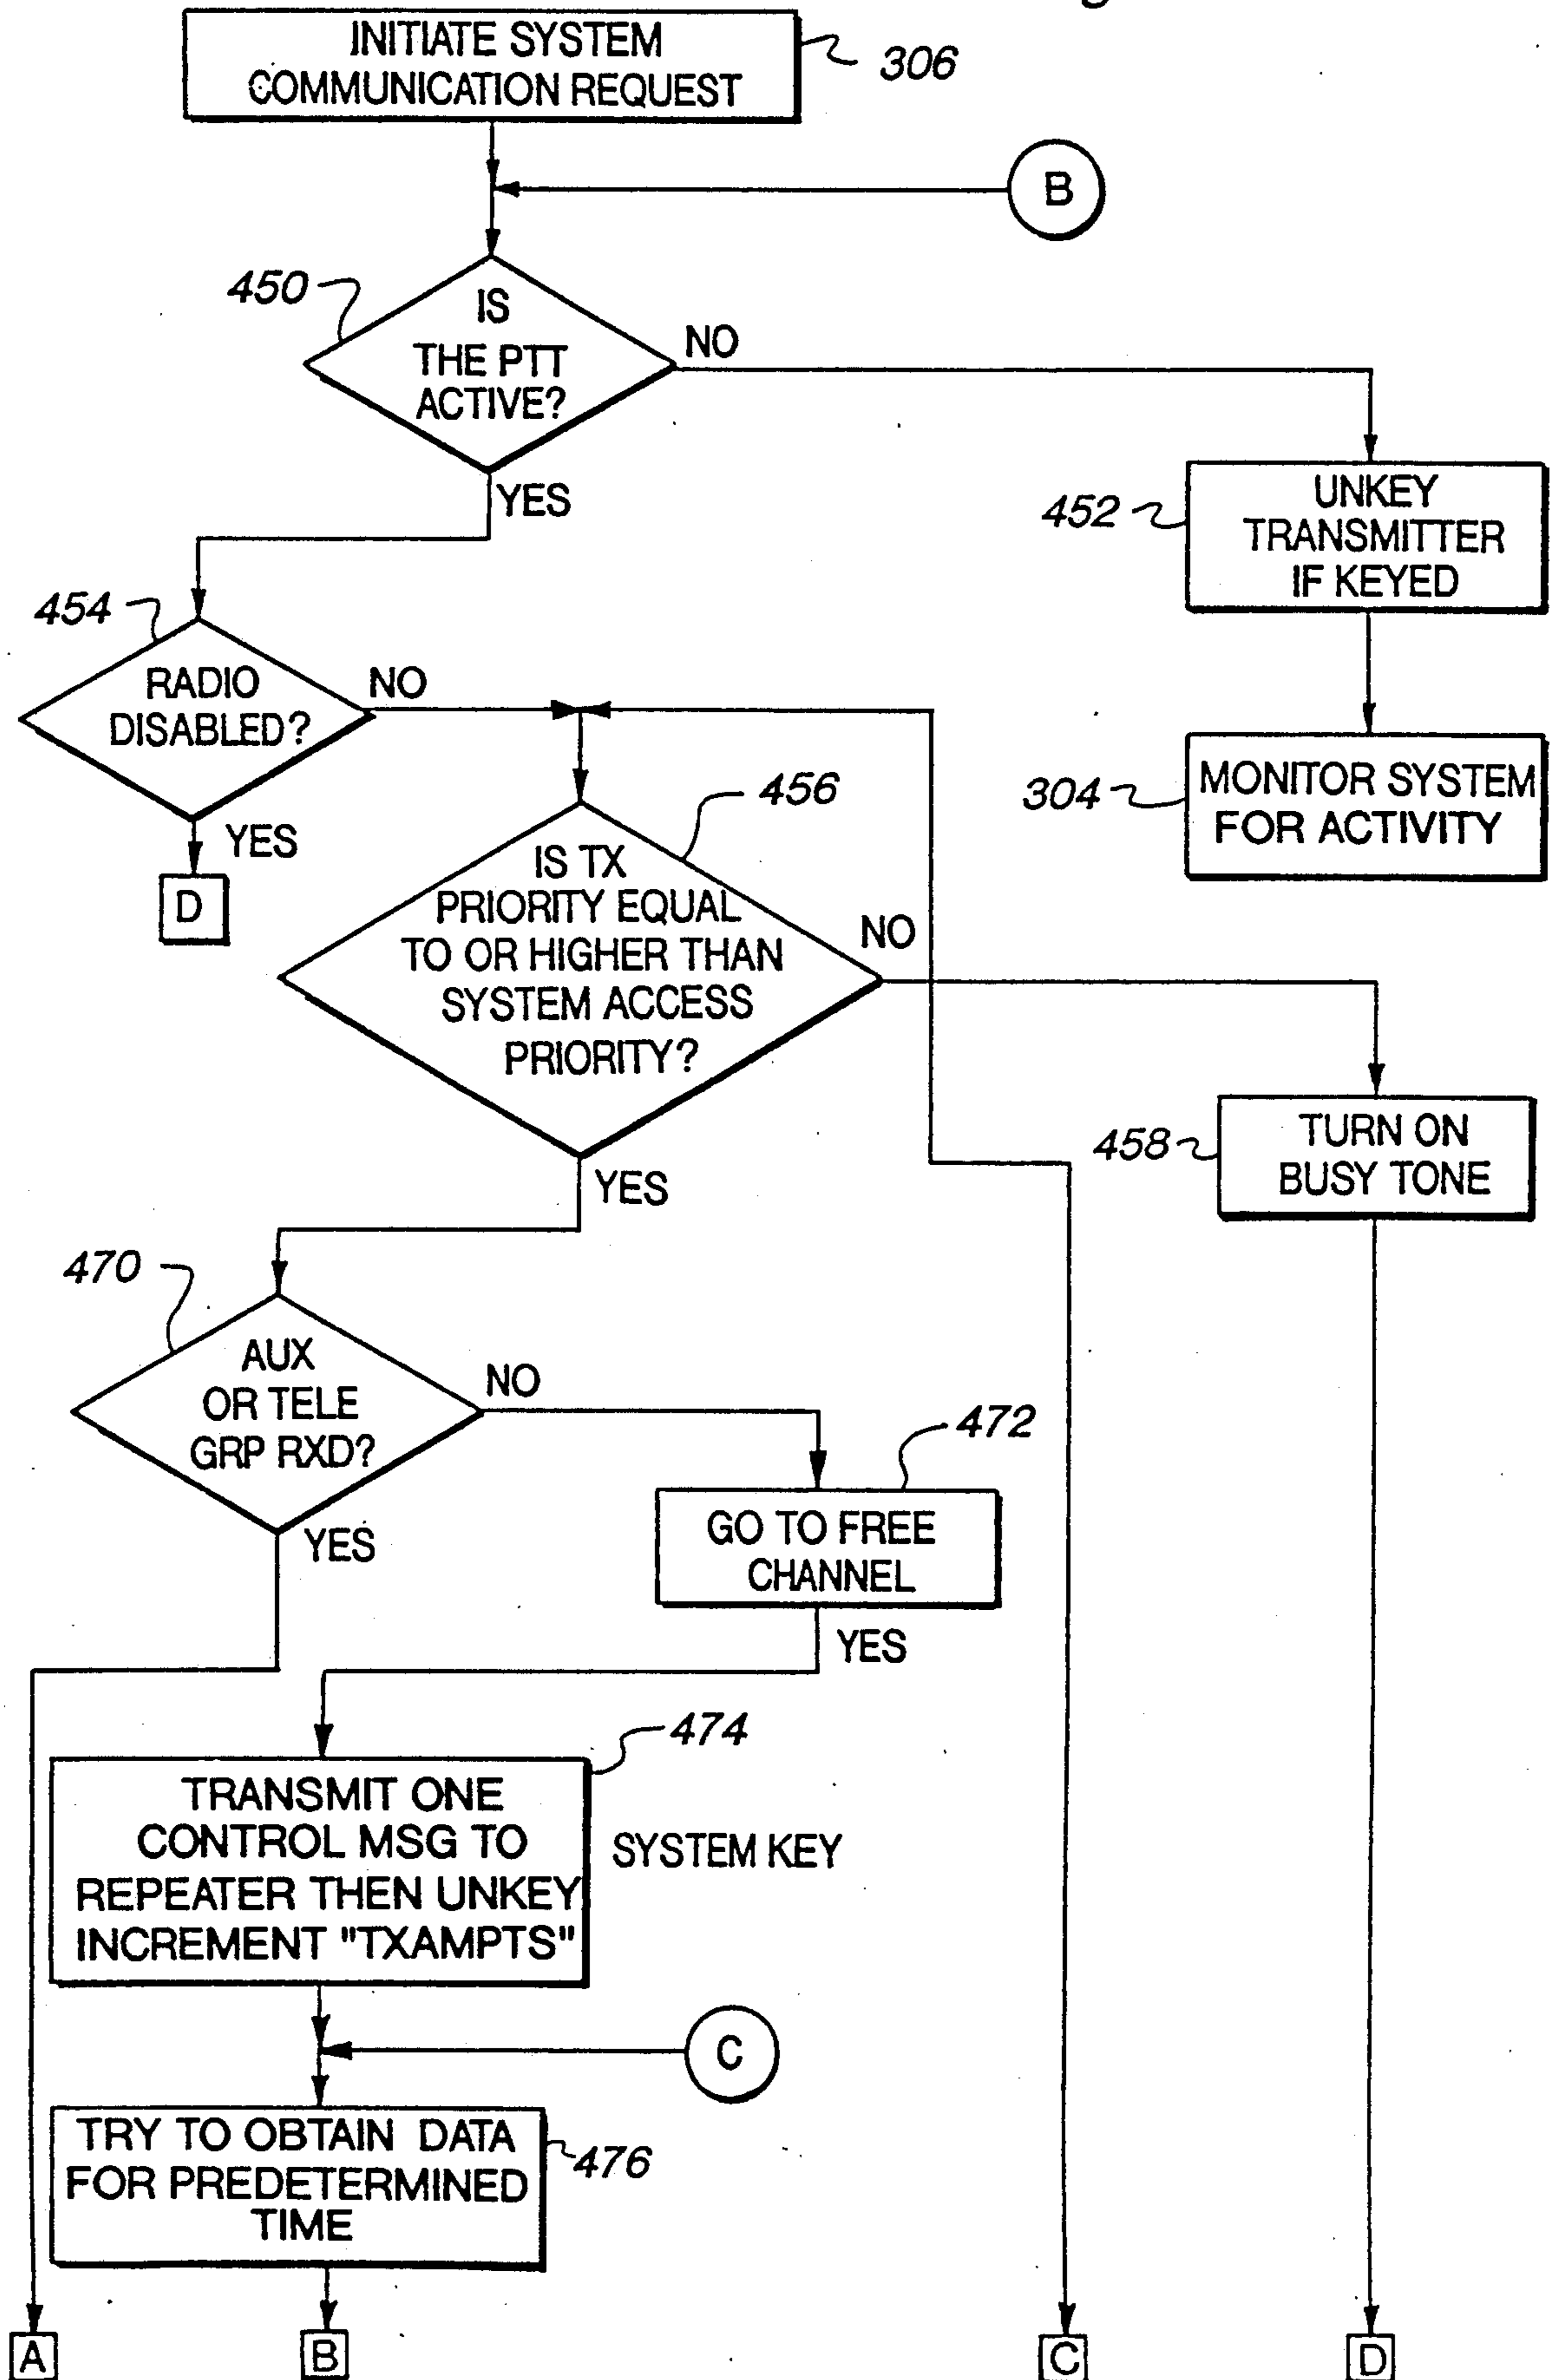 INITIATE SYSTEM
COMMUNICATION REQUEST
306
B
450
IS
THE PTT
ACTIVE?
NO
YES
452
UNKEY
TRANSMITTER
IF KEYED
454
RADIO
DISABLED?
NO
YES
D
304
MONITOR SYSTEM
FOR ACTIVITY
456
IS TX
PRIORITY EQUAL
TO OR HIGHER THAN
SYSTEM ACCESS
PRIORITY?
NO
YES
458
TURN ON
BUSY TONE
470
AUX
OR TELE
GRP RXD?
NO
YES
472
GO TO FREE
CHANNEL
YES
474
TRANSMIT ONE
CONTROL MSG TO
REPEATER THEN UNKEY
INCREMENT "TXAMPTS"
SYSTEM KEY
C
TRY TO OBTAIN DATA
FOR PREDETERMINED
TIME
476
A
B
C
D